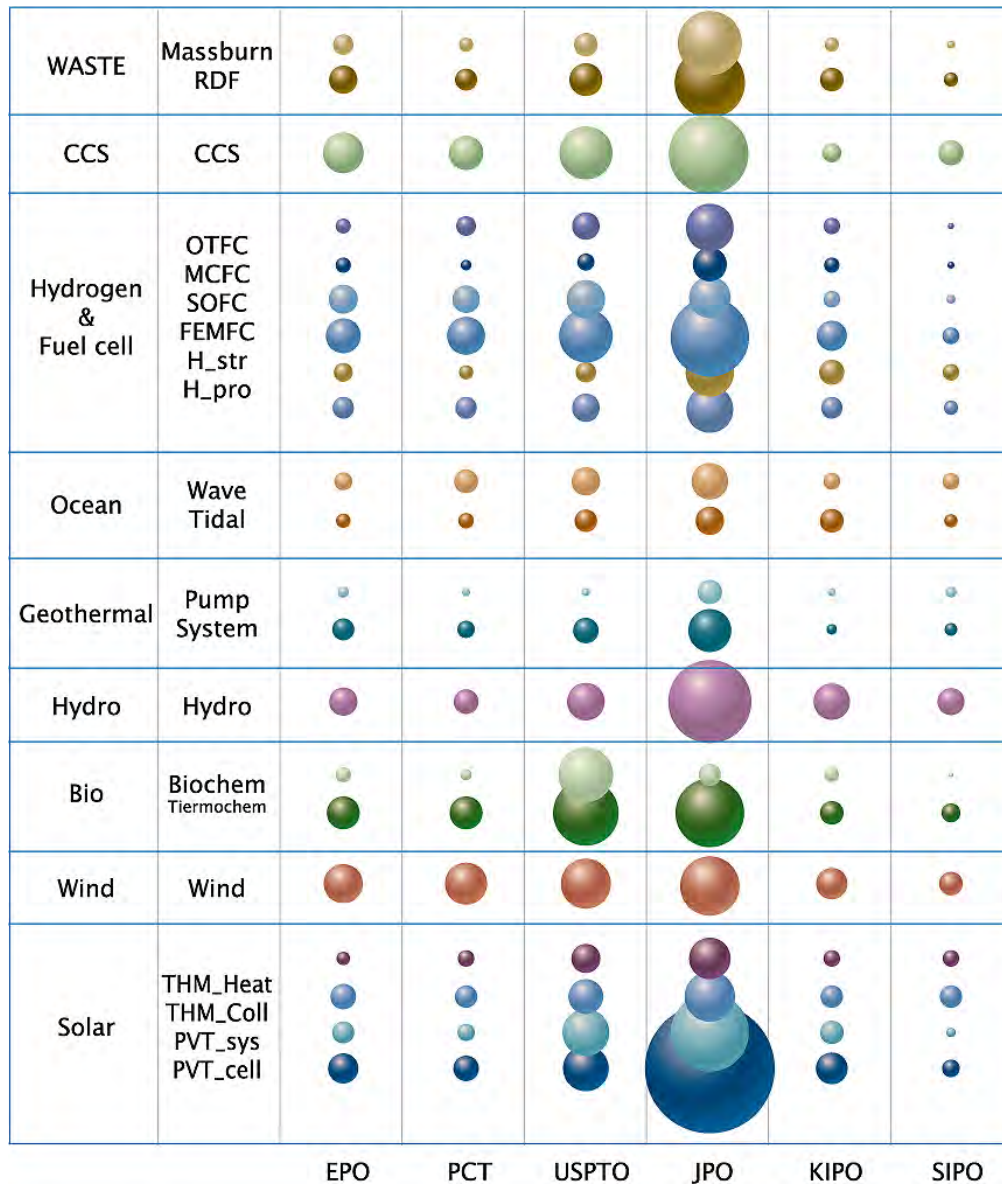 WASTE
Massburn
RDF
CCS
CCS
Hydrogen
&
Fuel cell
OTFC
MCFC
SOFC
FEMFC
H_str
H_pro
Ocean
Wave
Tidal
Geothermal
Pump
System
Hydro
Hydro
Bio
Biochem
Tiermochem
Wind
Wind
Solar
THM_Heat
THM_Coll
PVT_sys
PVT_cell
EPO PCT USPTO JPO KIPO SIPO